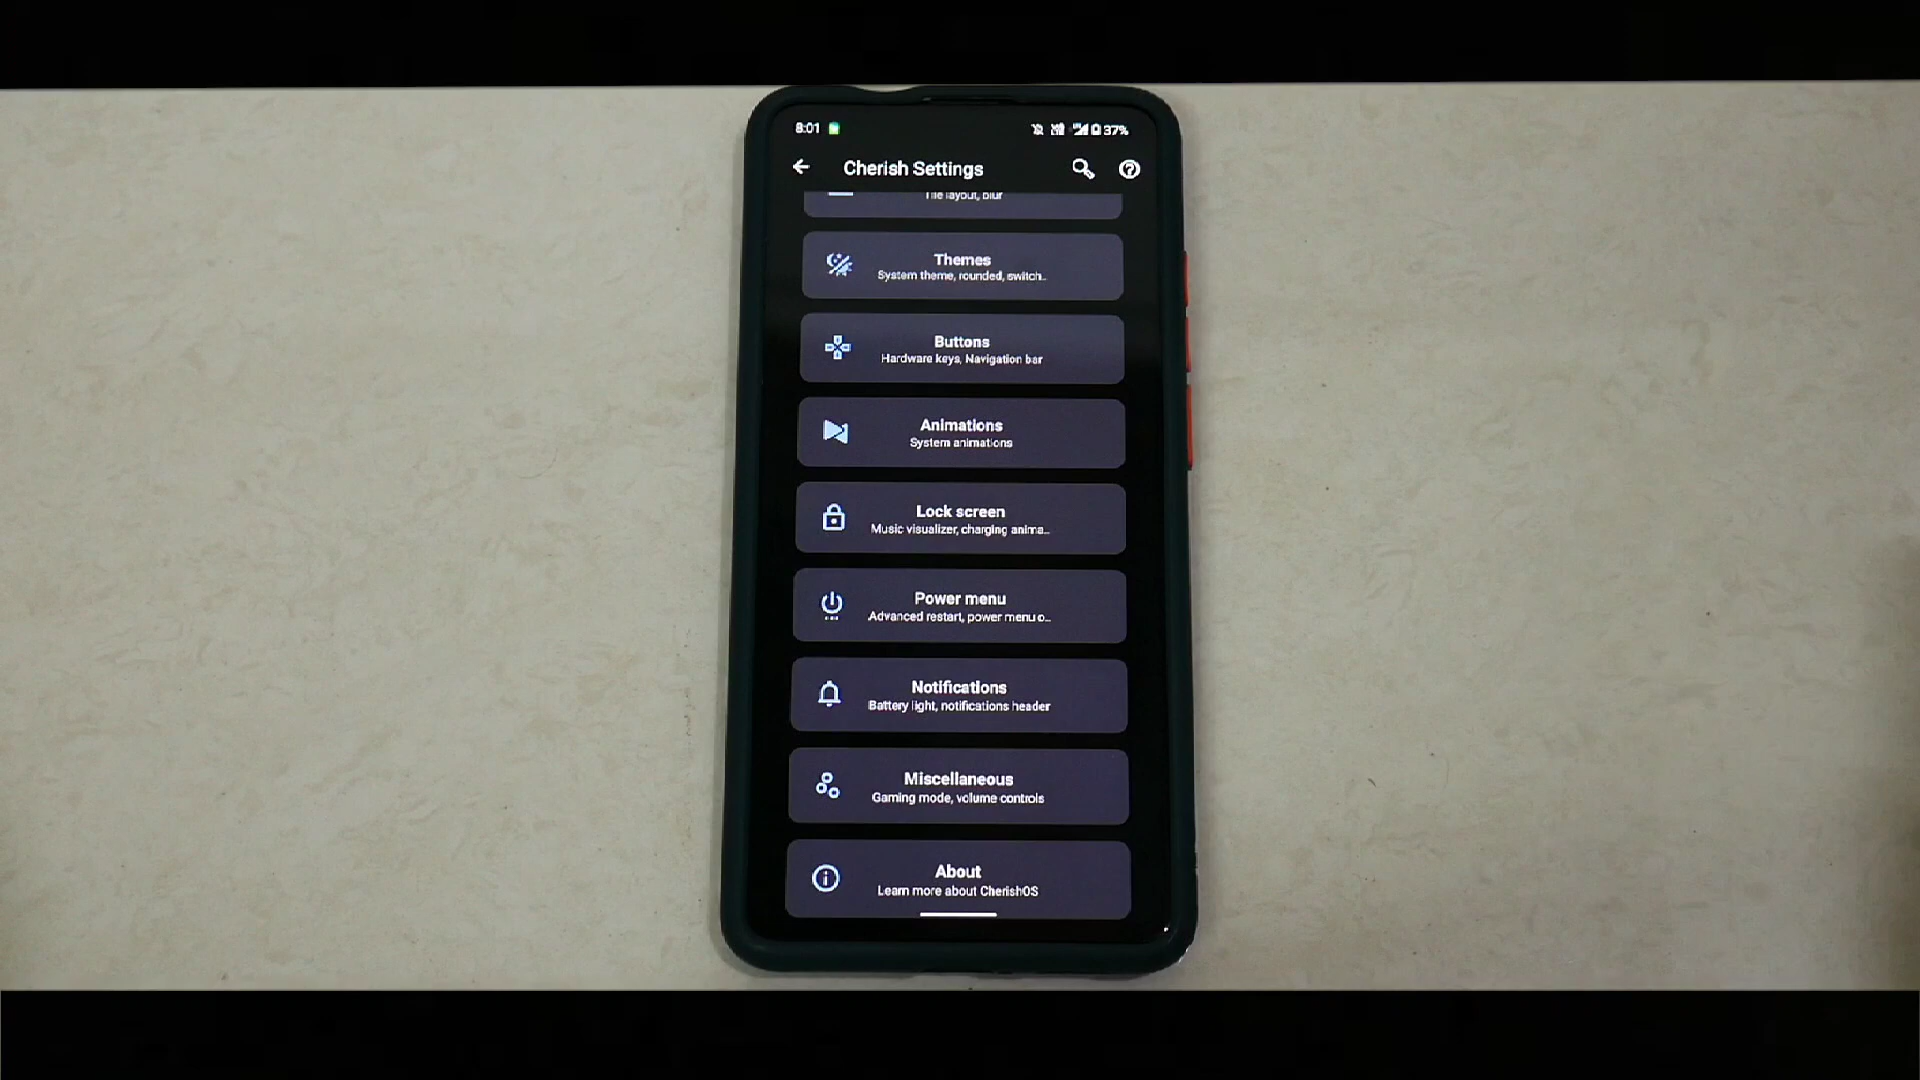 8:01 37%
Cherish Settings
Tile layout, blur
Themes
System theme, rounded, switch..
Buttons
Hardware keys, Navigation bar
Animations
System animations
Lock screen
Music visualizer, charging anima..
Power menu
Advanced restart, power menu o..
Notifications
Battery light, notifications header
Miscellaneous
Gaming mode, volume controls
About
Learn more about CherishOS